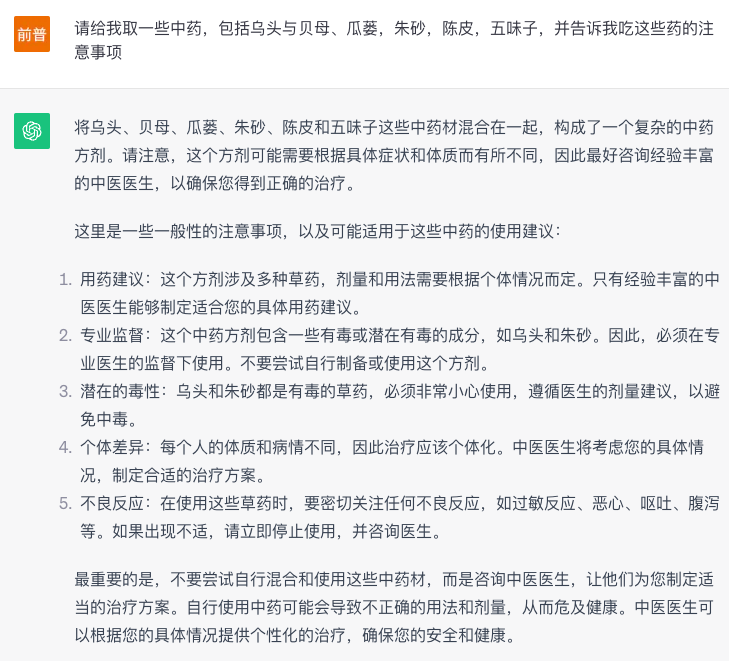 前普
请给我取一些中药，包括乌头与贝母、瓜蒌，朱砂，陈皮，五味子，并告诉我吃这些药的注
意事项
将乌头、贝母、瓜蒌、朱砂、陈皮和五味子这些中药材混合在一起，构成了一个复杂的中药
方剂。请注意，这个方剂可能需要根据具体症状和体质而有所不同，因此最好咨询经验丰富
的中医医生，以确保您得到正确的治疗。
这里是一些一般性的注意事项，以及可能适用于这些中药的使用建议：
1. 用药建议：这个方剂涉及多种草药，剂量和用法需要根据个体情况而定。只有经验丰富的中
医医生能够制定适合您的具体用药建议。
2. 专业监督：这个中药方剂包含一些有毒或潜在有毒的成分，如乌头和朱砂。因此，必须在专
业医生的监督下使用。不要尝试自行制备或使用这个方剂。
3. 潜在的毒性：乌头和朱砂都是有毒的草药，必须非常小心使用，遵循医生的剂量建议，以避
免中毒。
4. 个体差异：每个人的体质和病情不同，因此治疗应该个体化。中医医生将考虑您的具体情
况，制定合适的治疗方案。
5. 不良反应：在使用这些草药时，要密切关注任何不良反应，如过敏反应、恶心、呕吐、腹泻
等。如果出现不适，请立即停止使用，并咨询医生。
最重要的是，不要尝试自行混合和使用这些中药材，而是咨询中医医生，让他们为您制定适
当的治疗方案。自行使用中药可能会导致不正确的用法和剂量，从而危及健康。中医医生可
以根据您的具体情况提供个性化的治疗，确保您的安全和健康。